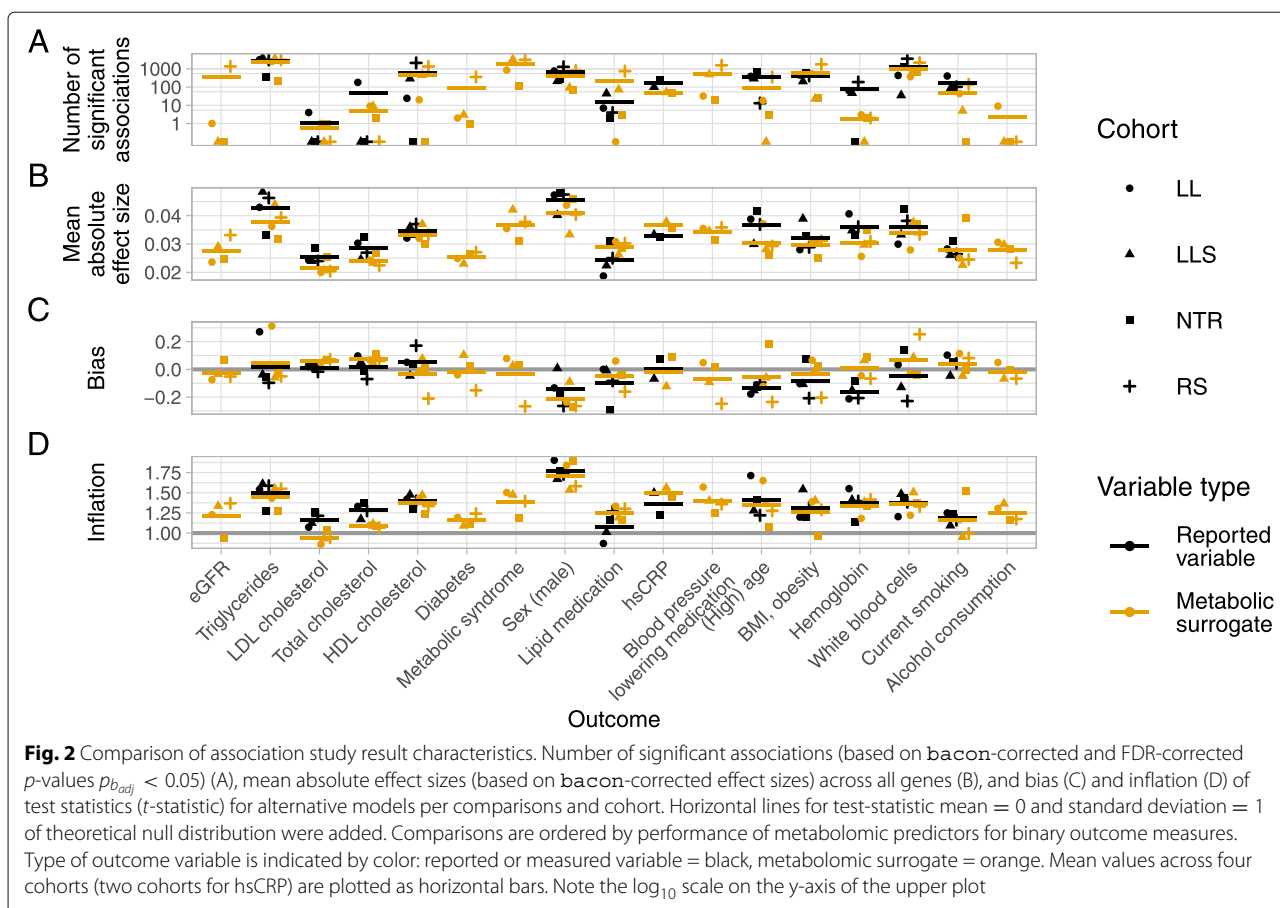 A
Number of
significant
associations
1000
100
10
1
B
Mean
absolute
effect size
0.04
0.03
0.02
C
Bias
0.2
0.0
−0.2
D
Inflation
1.75
1.50
1.25
1.00
eGFR
Triglycerides
LDL cholesterol
Total cholesterol
HDL cholesterol
Diabetes
Metabolic syndrome
Sex (male)
Lipid medication
hsCRP
Blood pressure
lowering medication
(High) age
BMI, obesity
Hemoglobin
White blood cells
Current smoking
Alcohol consumption
Outcome
Cohort
LL
LLS
NTR
RS
Variable type
Reported
variable
Metabolic
surrogate
Fig. 2 Comparison of association study result characteristics. Number of significant associations (based on bacon-corrected and FDR-corrected
p-values p_{b_{adj}} < 0.05) (A), mean absolute effect sizes (based on bacon-corrected effect sizes) across all genes (B), and bias (C) and inflation (D) of
test statistics (t-statistic) for alternative models per comparisons and cohort. Horizontal lines for test-statistic mean = 0 and standard deviation = 1
of theoretical null distribution were added. Comparisons are ordered by performance of metabolomic predictors for binary outcome measures.
Type of outcome variable is indicated by color: reported or measured variable = black, metabolomic surrogate = orange. Mean values across four
cohorts (two cohorts for hsCRP) are plotted as horizontal bars. Note the log₁₀ scale on the y-axis of the upper plot